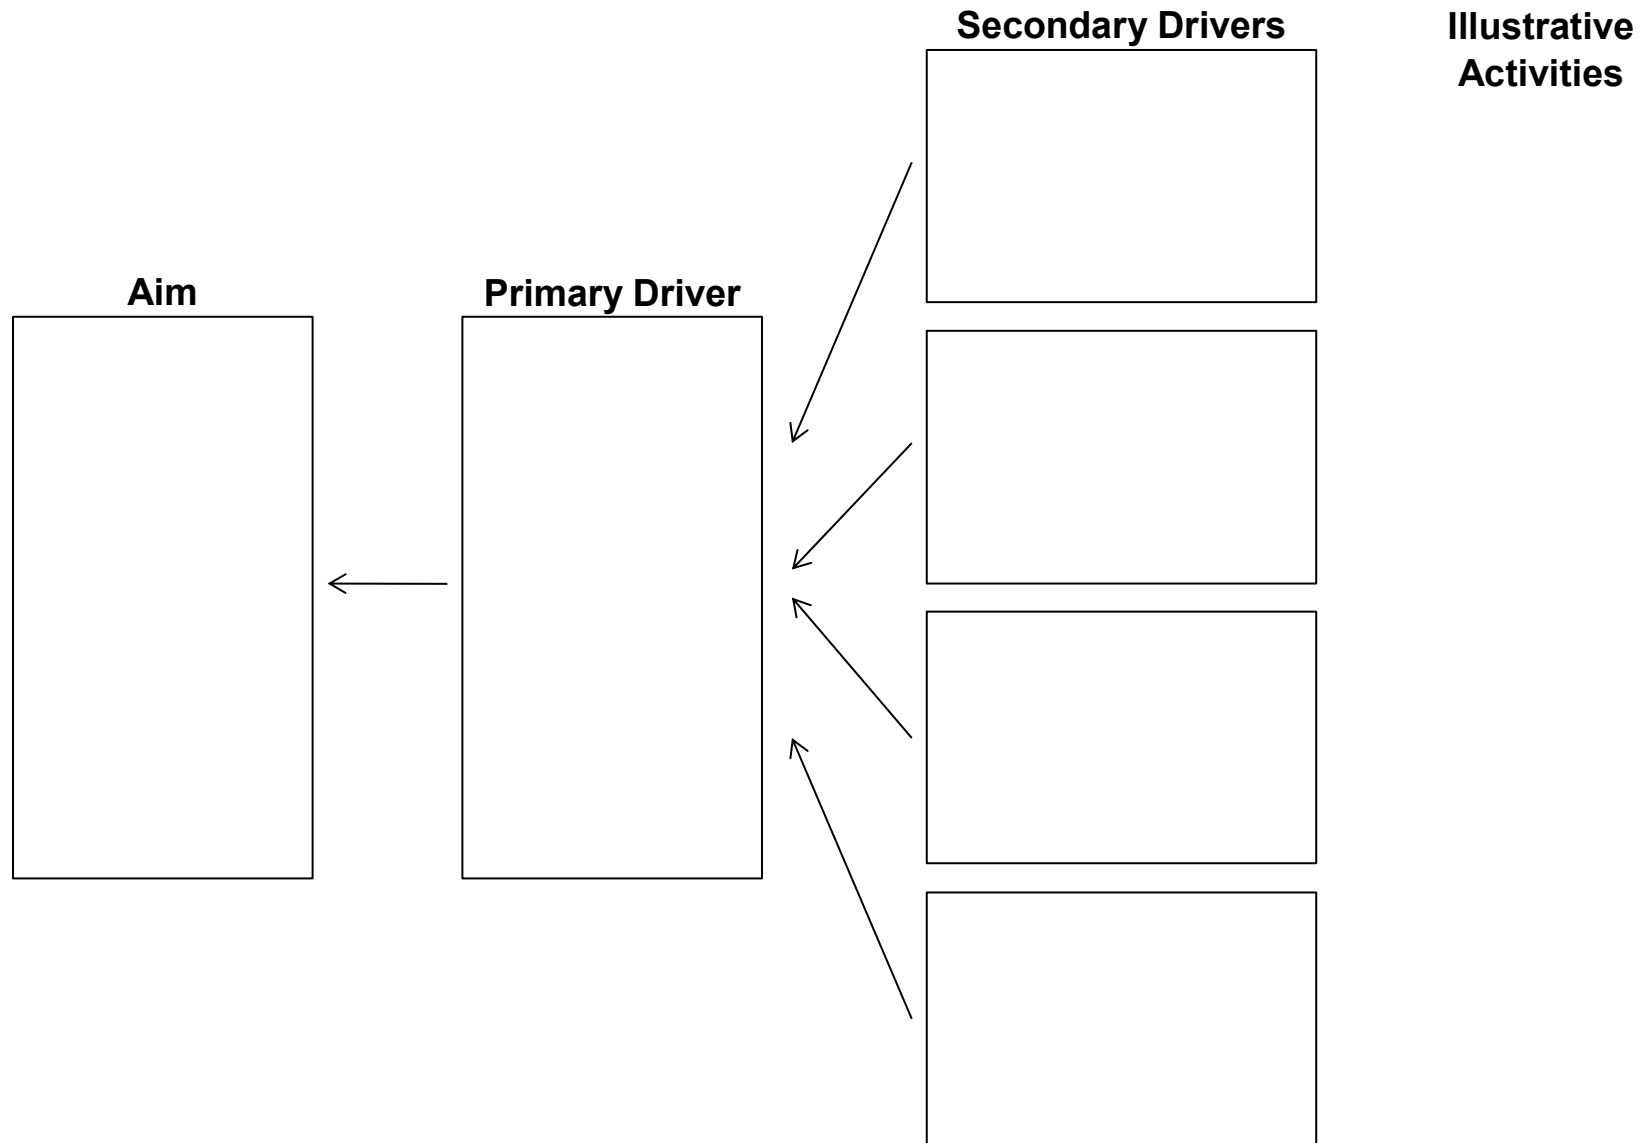 Secondary Drivers
Illustrative
Activities
Aim
Primary Driver